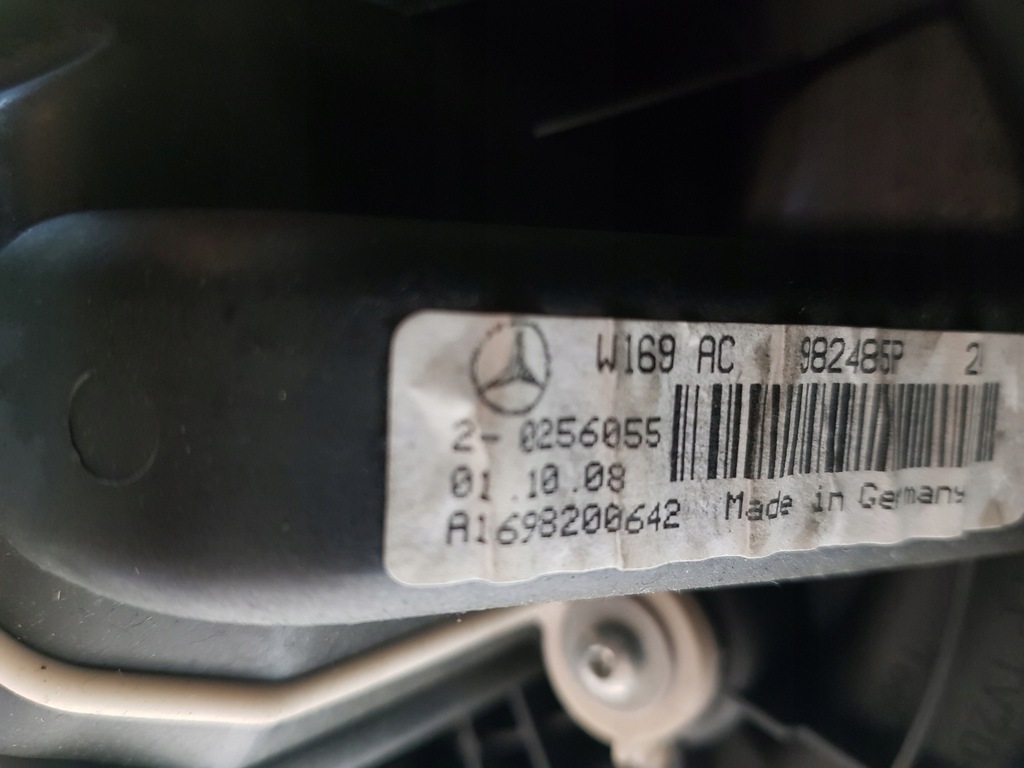 W169 AC 982485P 2
2- 0256055
01.10.08
A1698200642 Made in Germany